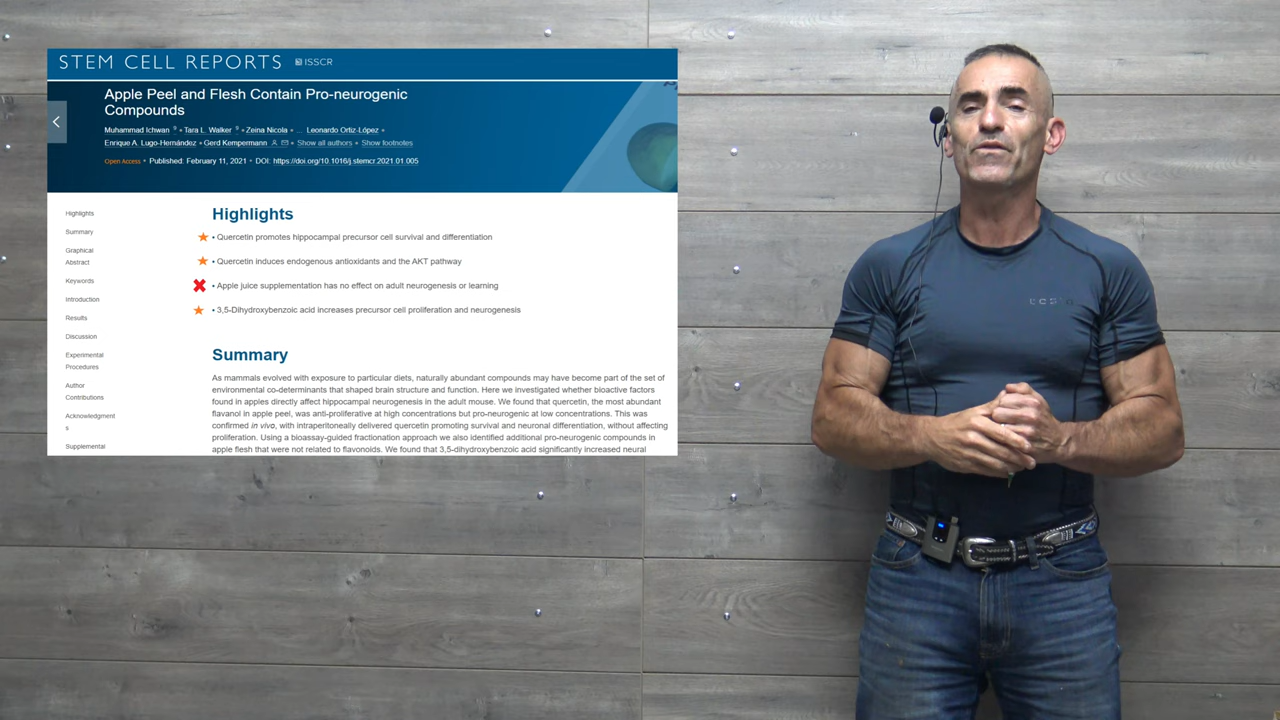 STEM CELL REPORTS ISSCR
Apple Peel and Flesh Contain Pro-neurogenic
Compounds
Muhammad Ichwan • Tara L. Walker • Zeina Nicola • ... Leonardo Ortiz-López •
Enrique A. Lugo-Hernández • Gerd Kempermann • Show all authors • Show footnotes
Open Access • Published: February 11, 2021 • DOI: https://doi.org/10.1016/j.stemcr.2021.01.005
Highlights
Summary
Graphical
Abstract
Keywords
Introduction
Results
Discussion
Experimental
Procedures
Author
Contributions
Acknowledgment
s
Supplemental
Highlights
• Quercetin promotes hippocampal precursor cell survival and differentiation
• Quercetin induces endogenous antioxidants and the AKT pathway
• Apple juice supplementation has no effect on adult neurogenesis or learning
• 3,5-Dihydroxybenzoic acid increases precursor cell proliferation and neurogenesis
Summary
As mammals evolved with exposure to particular diets, naturally abundant compounds may have become part of the set of
environmental co-determinants that shaped brain structure and function. Here we investigated whether bioactive factors
found in apples directly affect hippocampal neurogenesis in the adult mouse. We found that quercetin, the most abundant
flavanol in apple peel, was anti-proliferative at high concentrations but pro-neurogenic at low concentrations. This was
confirmed in vivo, with intraperitoneally delivered quercetin promoting survival and neuronal differentiation, without affecting
proliferation. Using a bioassay-guided fractionation approach we also identified additional pro-neurogenic compounds in
apple flesh that were not related to flavonoids. We found that 3,5-dihydroxybenzoic acid significantly increased neural